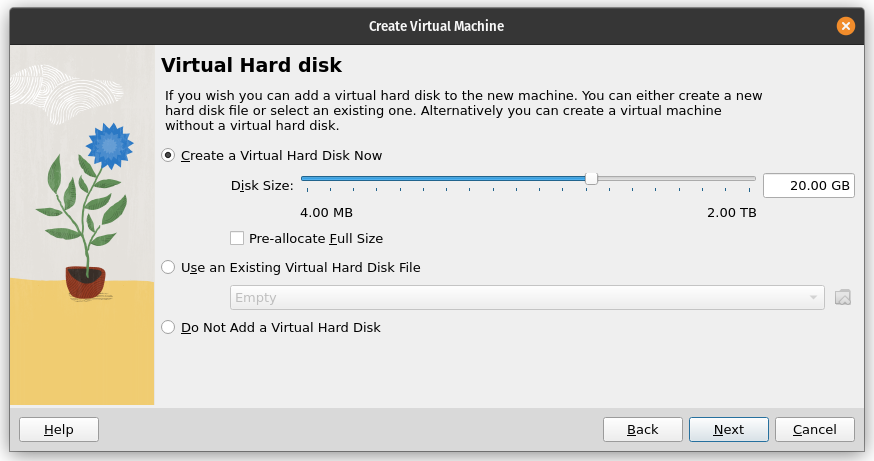 Create Virtual Machine
Virtual Hard disk
If you wish you can add a virtual hard disk to the new machine. You can either create a new
hard disk file or select an existing one. Alternatively you can create a virtual machine
without a virtual hard disk.
Create a Virtual Hard Disk Now
Disk Size:
20.00 GB
4.00 MB
2.00 TB
Pre-allocate Full Size
Use an Existing Virtual Hard Disk File
Empty
Do Not Add a Virtual Hard Disk
Help
Back
Next
Cancel